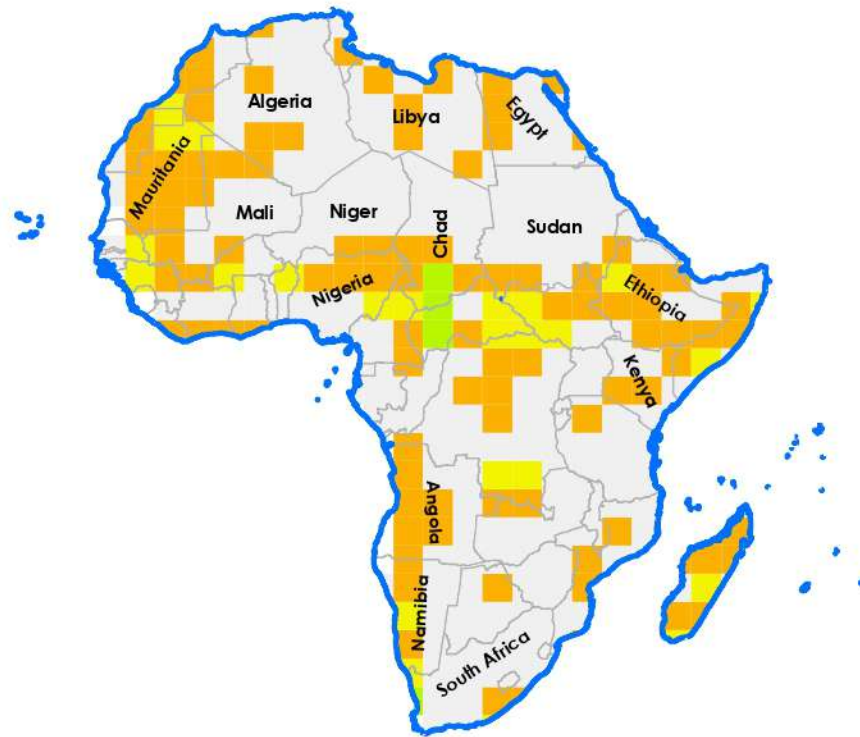 Algeria
Libya
Egypt
Mauritania
Mali
Niger
Chad
Sudan
Nigeria
Ethiopia
Kenya
Angola
Namibia
South Africa